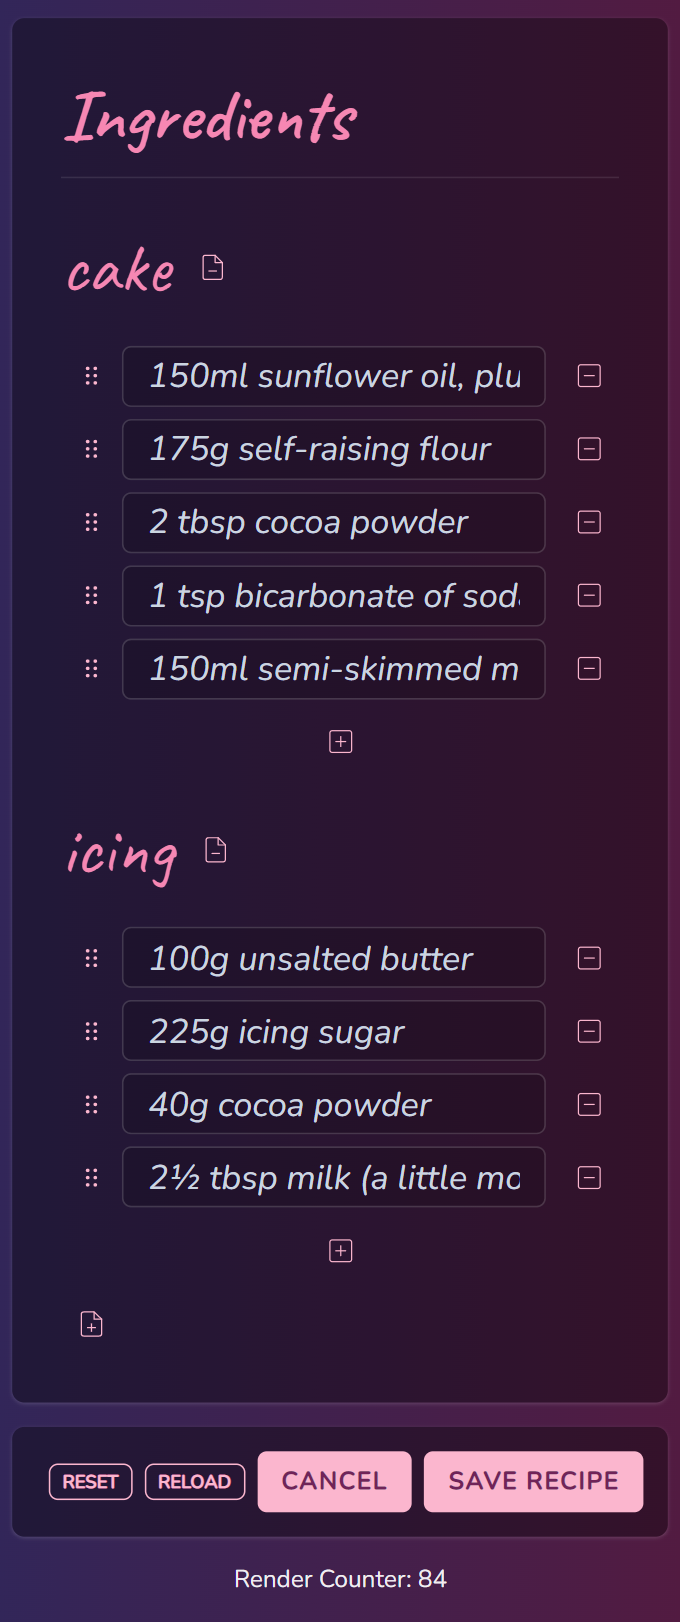 Ingredients
cake
150ml sunflower oil, plu
175g self-raising flour
2 tbsp cocoa powder
1 tsp bicarbonate of soda
150ml semi-skimmed m
icing
100g unsalted butter
225g icing sugar
40g cocoa powder
2½ tbsp milk (a little mo
RESET RELOAD CANCEL SAVE RECIPE
Render Counter: 84